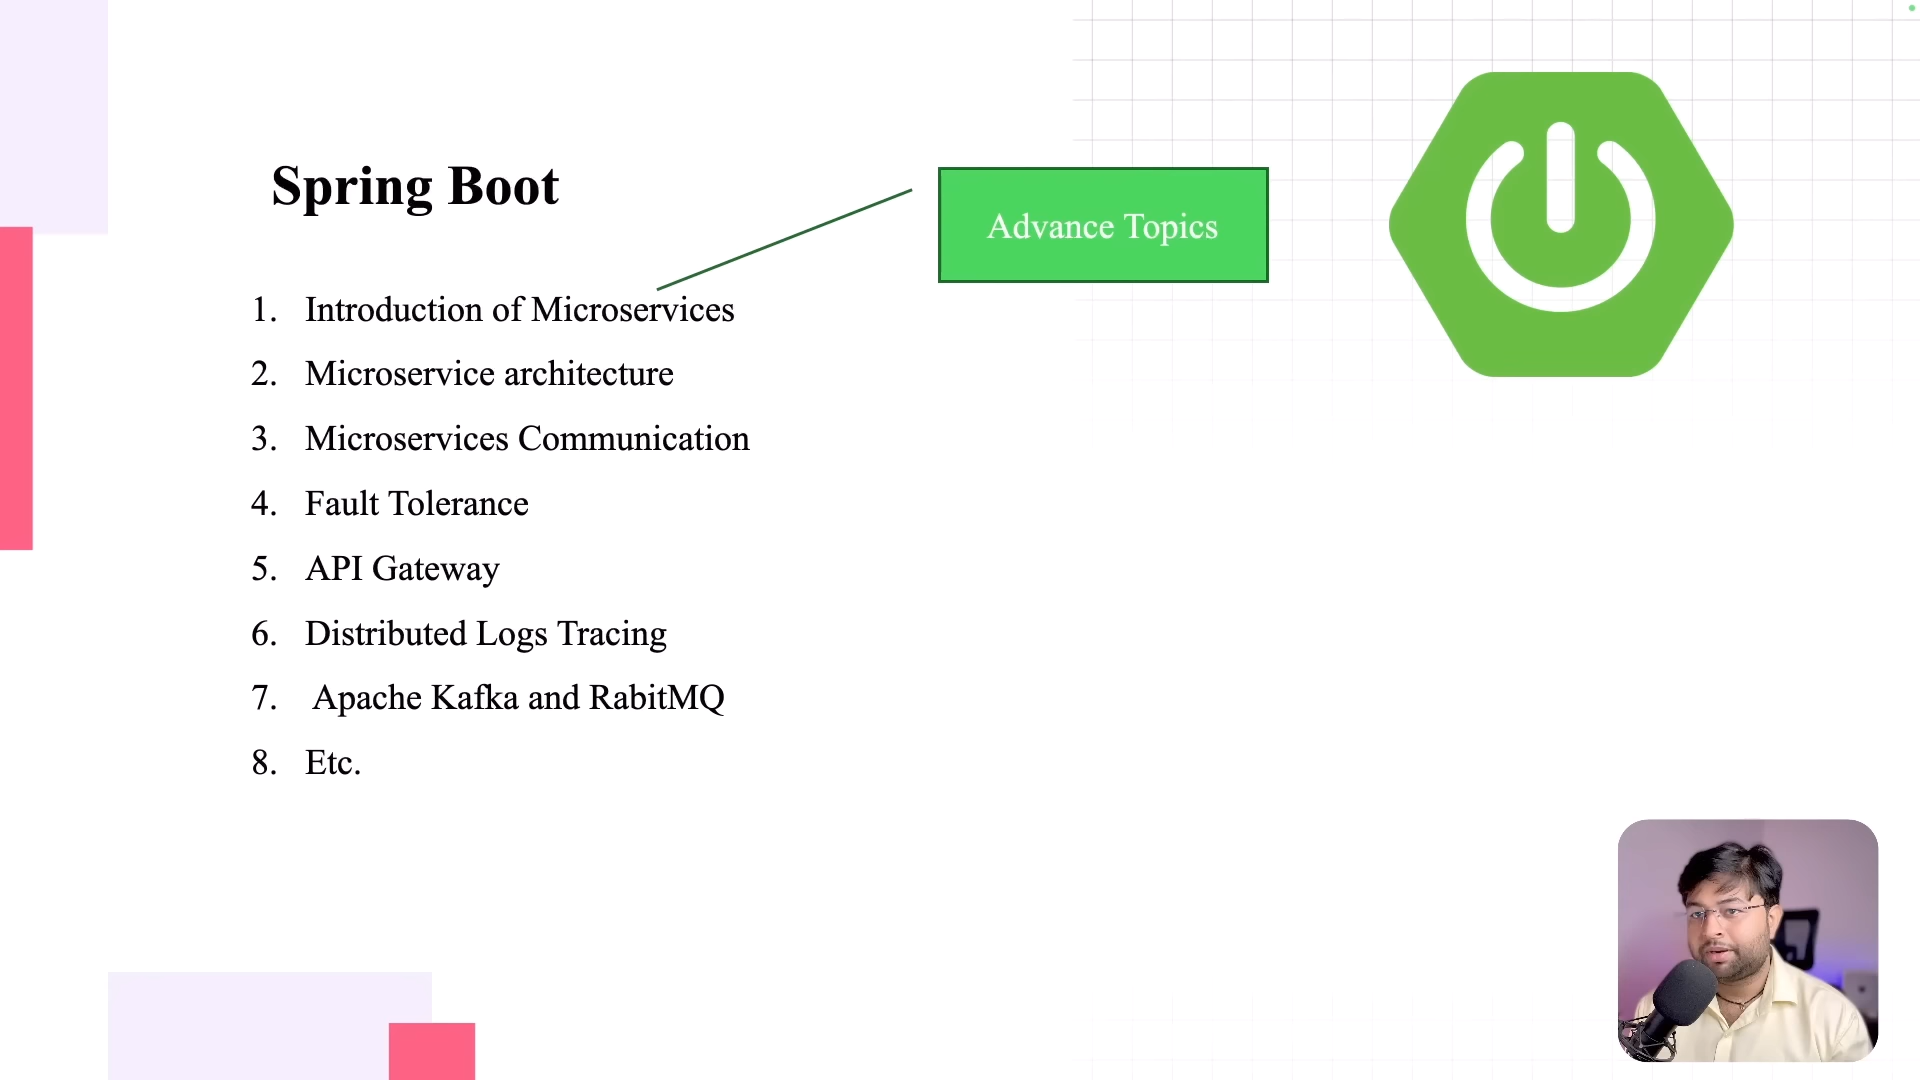 Spring Boot
Advance Topics
1. Introduction of Microservices
2. Microservice architecture
3. Microservices Communication
4. Fault Tolerance
5. API Gateway
6. Distributed Logs Tracing
7. Apache Kafka and RabitMQ
8. Etc.